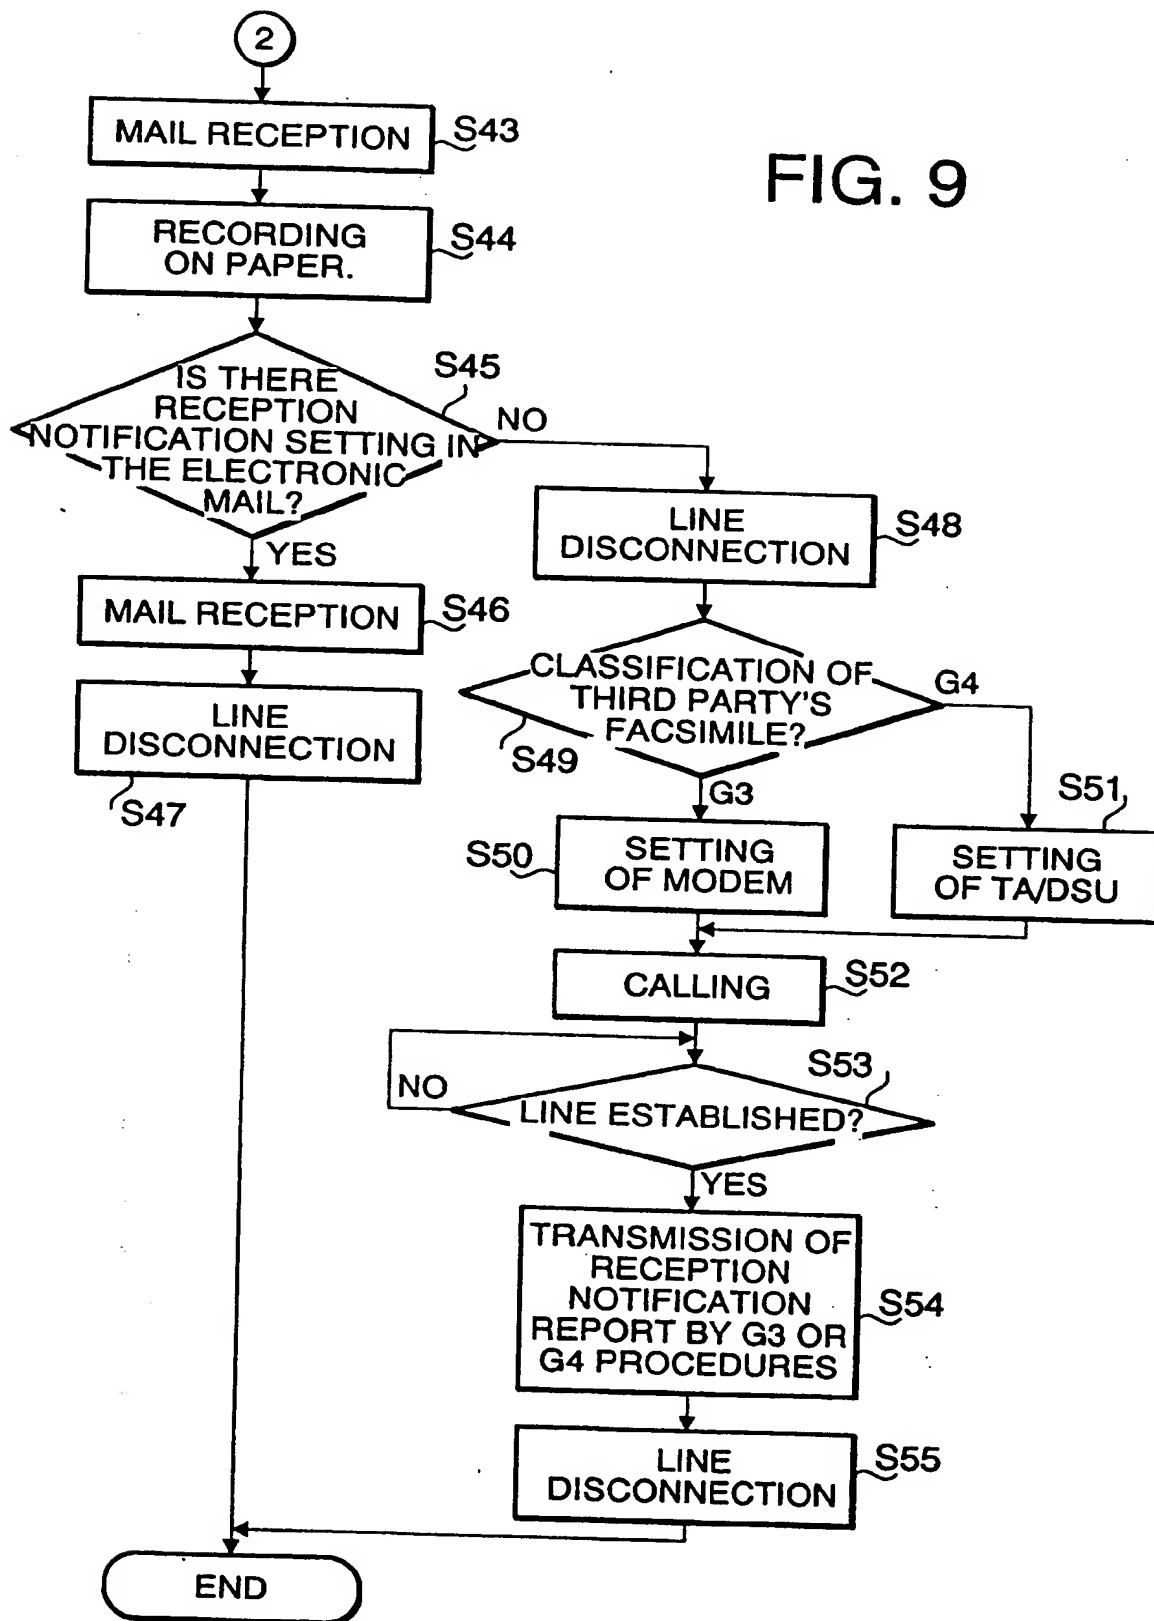 2
MAIL RECEPTION
S43
FIG. 9
RECORDING
ON PAPER.
S44
IS THERE
RECEPTION
NOTIFICATION SETTING IN
THE ELECTRONIC
MAIL?
S45
NO
YES
LINE
DISCONNECTION
S48
MAIL RECEPTION
S46
LINE
DISCONNECTION
S47
CLASSIFICATION OF
THIRD PARTY'S
FACSIMILE?
S49
G4
G3
S50
SETTING
OF MODEM
S51
SETTING
OF TA/DSU
CALLING
S52
S53
NO
LINE ESTABLISHED?
YES
TRANSMISSION OF
RECEPTION
NOTIFICATION
REPORT BY G3 OR
G4 PROCEDURES
S54
LINE
DISCONNECTION
S55
END